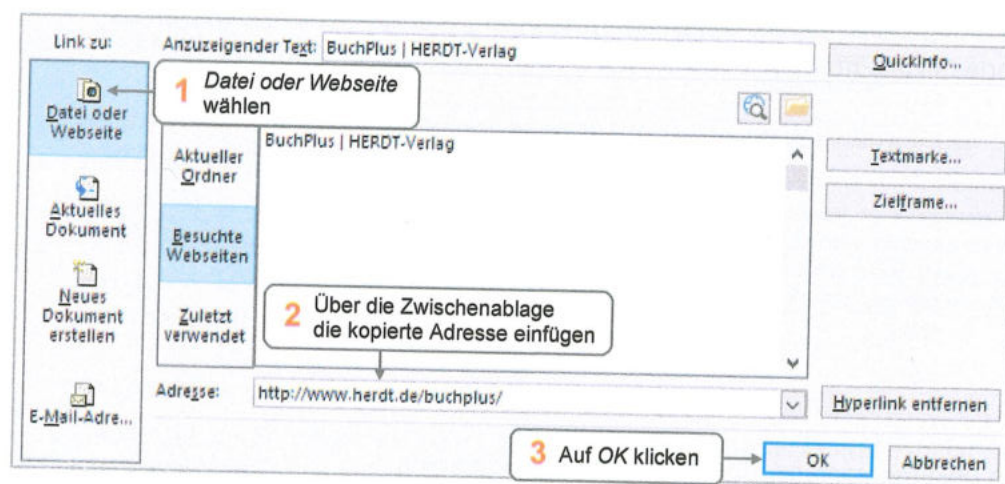 Link zu:
Anzuzeigender Text: BuchPlus | HERDT-Verlag
QuickInfo...
1 Datei oder Webseite
wählen
Datei oder
Webseite
Aktueller
Ordner
BuchPlus | HERDT-Verlag
Textmarke...
Zielframe...
Aktuelles
Dokument
Besuchte
Webseiten
Neues
Dokument
erstellen
Zuletzt
verwendet
2 Über die Zwischenablage
die kopierte Adresse einfügen
E-Mail-Adre...
Adresse: http://www.herdt.de/buchplus/
Hyperlink entfernen
3 Auf OK klicken
OK
Abbrechen